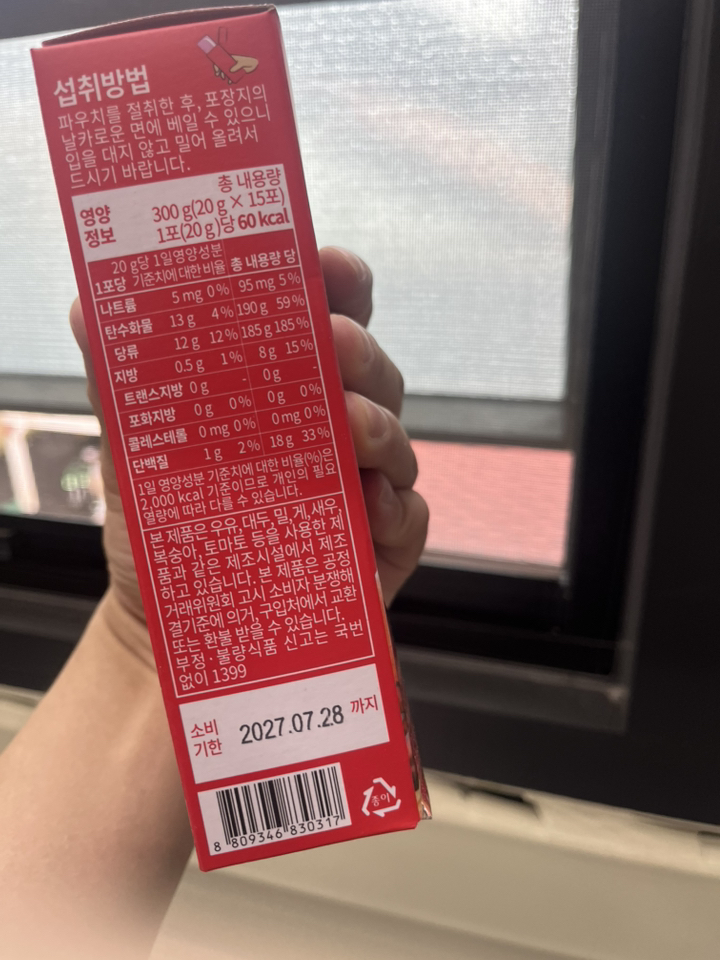 섭취방법
파우치를 절취한 후, 포장지의
날카로운 면에 베일 수 있으니
입을 대지 않고 밀어 올려서
드시기 바랍니다.
영양
정보
총 내용량
300 g(20 g × 15포)
1포(20 g)당 60 kcal
1포당
20 g당 1일영양성분
기준치에 대한 비율
총 내용량 당
나트륨 5 mg 0% 95 mg 5%
탄수화물 13 g 4% 190 g 59%
당류 12 g 12% 185 g 185%
지방 0.5 g 1% 8 g 15%
트랜스지방 0 g - 0 g -
포화지방 0 g 0% 0 g 0%
콜레스테롤 0 mg 0% 0 mg 0%
단백질 1 g 2% 18 g 33%
1일 영양성분 기준치에 대한 비율(%)은
2,000 kcal 기준이므로 개인의 필요
열량에 따라 다를 수 있습니다.
본 제품은 우유, 대두, 밀, 게, 새우,
복숭아, 토마토 등을 사용한 제
품과 같은 제조시설에서 제조
하고 있습니다. 본 제품은 공정
거래위원회 고시 소비자 분쟁해
결기준에 의거, 구입처에서 교환
또는 환불 받을 수 있습니다.
부정 · 불량식품 신고는 국번
없이 1399
소비
기한
2027.07.28 까지
8 809346 830317
종이